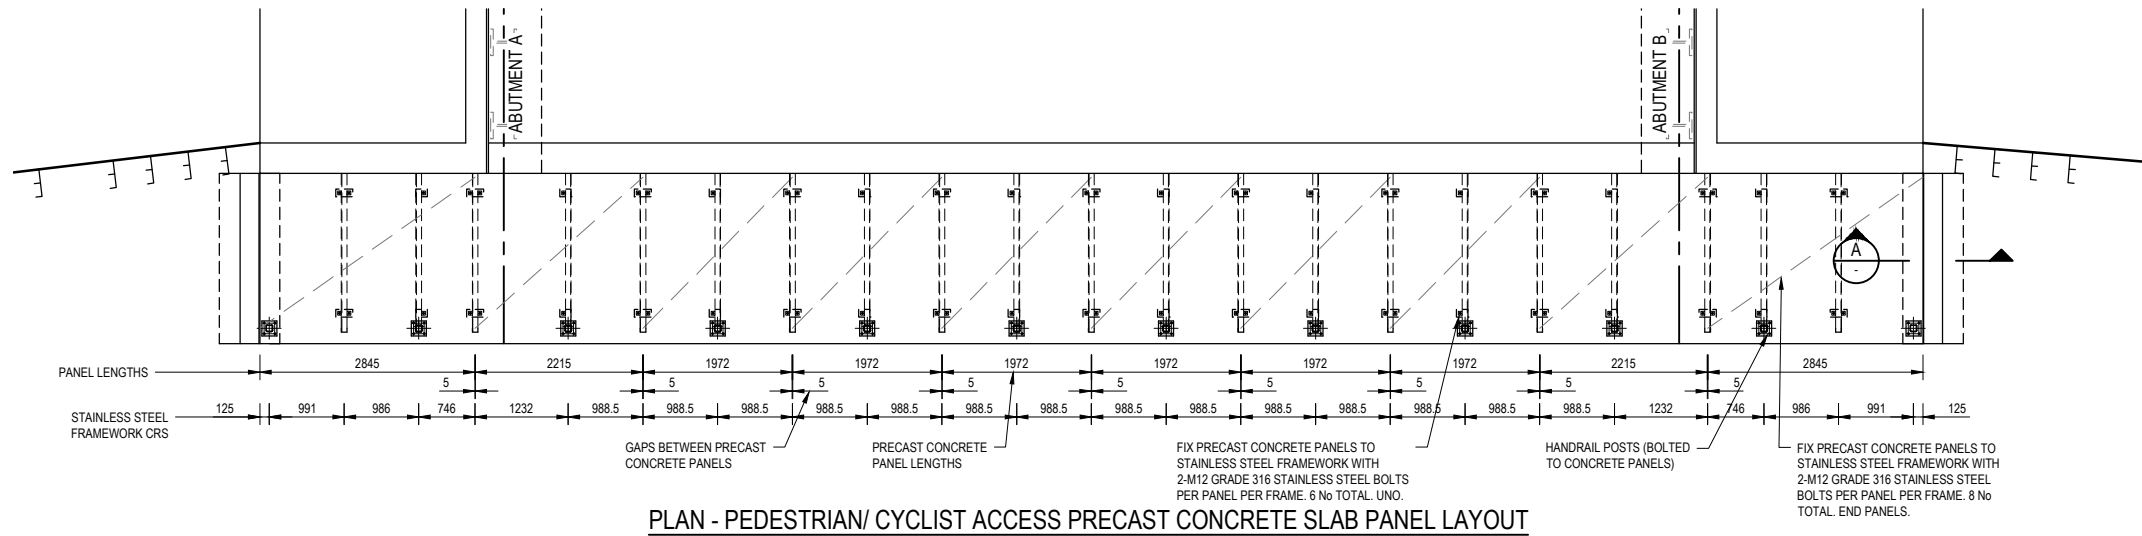 ABUTMENT A
ABUTMENT B
A
-
PANEL LENGTHS
2845 2215 1972 1972 1972 1972 1972 1972 2215 2845
5 5 5 5 5 5 5 5 5
STAINLESS STEEL
FRAMEWORK CRS
125 991 986 746 1232 988.5 988.5 988.5 988.5 988.5 988.5 988.5 988.5 988.5 988.5 988.5 988.5 988.5 988.5 1232 746 986 991 125
GAPS BETWEEN PRECAST
CONCRETE PANELS
PRECAST CONCRETE
PANEL LENGTHS
FIX PRECAST CONCRETE PANELS TO
STAINLESS STEEL FRAMEWORK WITH
2-M12 GRADE 316 STAINLESS STEEL BOLTS
PER PANEL PER FRAME. 6 No TOTAL. UNO.
HANDRAIL POSTS (BOLTED
TO CONCRETE PANELS)
FIX PRECAST CONCRETE PANELS TO
STAINLESS STEEL FRAMEWORK WITH
2-M12 GRADE 316 STAINLESS STEEL
BOLTS PER PANEL PER FRAME. 8 No
TOTAL. END PANELS.
PLAN - PEDESTRIAN/ CYCLIST ACCESS PRECAST CONCRETE SLAB PANEL LAYOUT